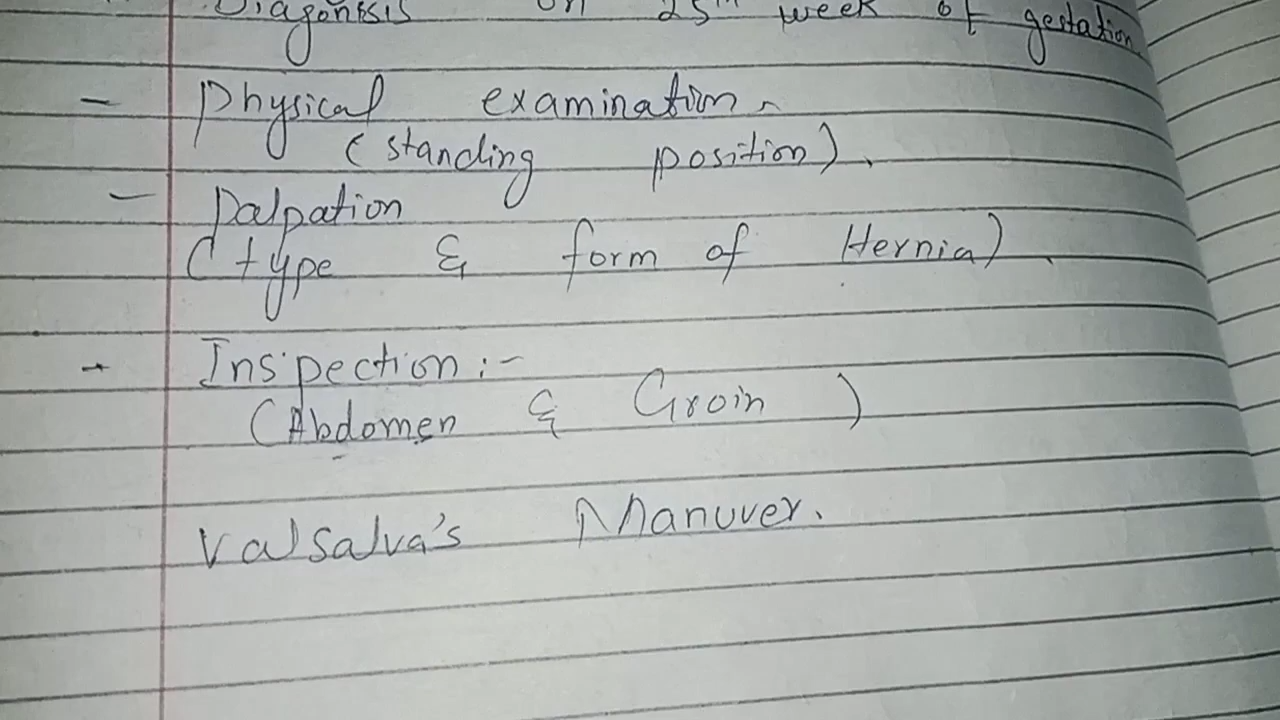 Diagonsis on 25th week of gestation
- Physical examination.
(standing position).
- Palpation
(type & form of Hernia).
- Inspection :-
(Abdomen & Groin)
Valsalva's Manuver.